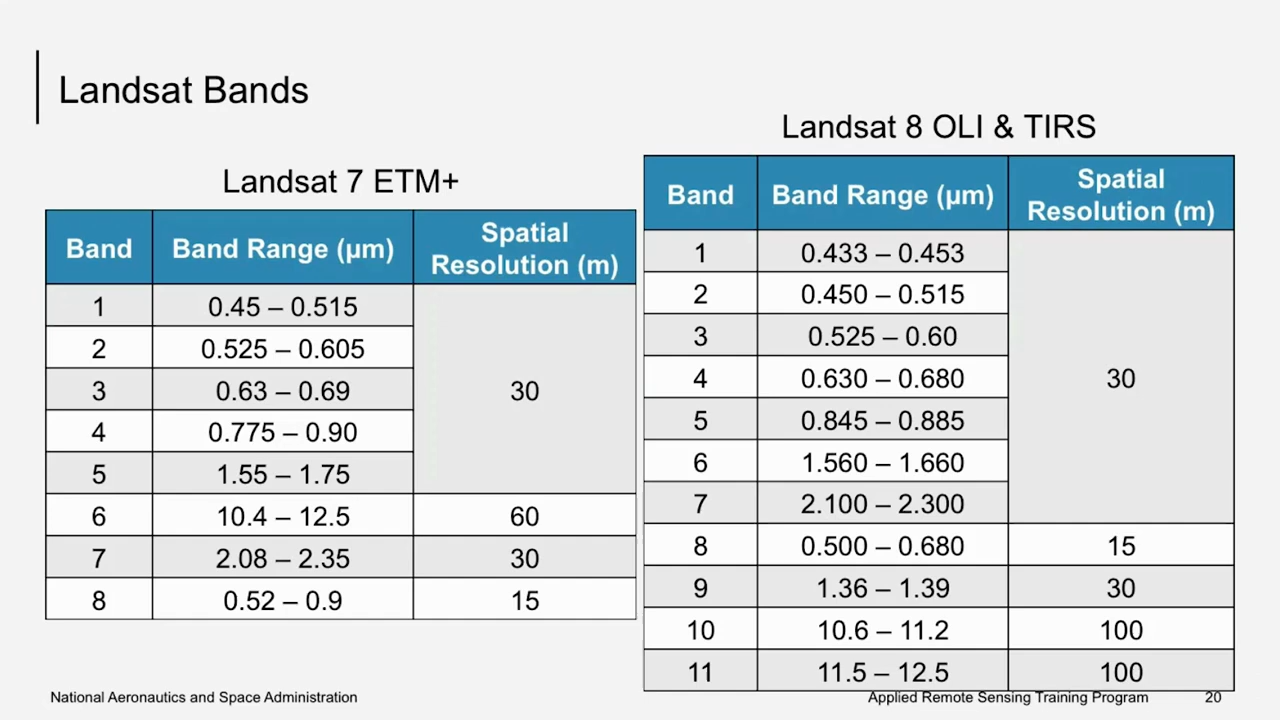 Landsat Bands
Landsat 7 ETM+
Band Band Range (µm) Spatial Resolution (m)
1 0.45 – 0.515 30
2 0.525 – 0.605
3 0.63 – 0.69
4 0.775 – 0.90
5 1.55 – 1.75
6 10.4 – 12.5 60
7 2.08 – 2.35 30
8 0.52 – 0.9 15
Landsat 8 OLI & TIRS
Band Band Range (µm) Spatial Resolution (m)
1 0.433 – 0.453 30
2 0.450 – 0.515
3 0.525 – 0.60
4 0.630 – 0.680
5 0.845 – 0.885
6 1.560 – 1.660
7 2.100 – 2.300
8 0.500 – 0.680 15
9 1.36 – 1.39 30
10 10.6 – 11.2 100
11 11.5 – 12.5 100
National Aeronautics and Space Administration
Applied Remote Sensing Training Program 20